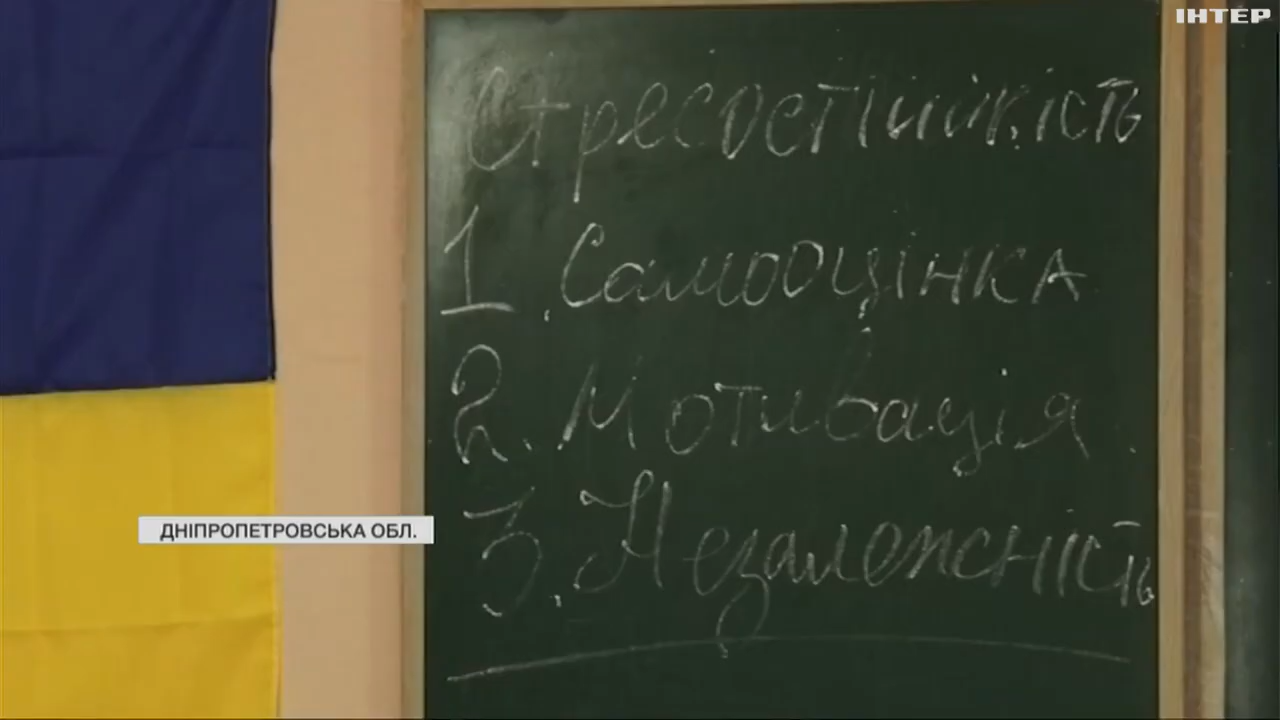 ІНТЕР
Стресостійкість
1. Самооцінка
2. Мотивація
3. Незалежність
ДНІПРОПЕТРОВСЬКА ОБЛ.